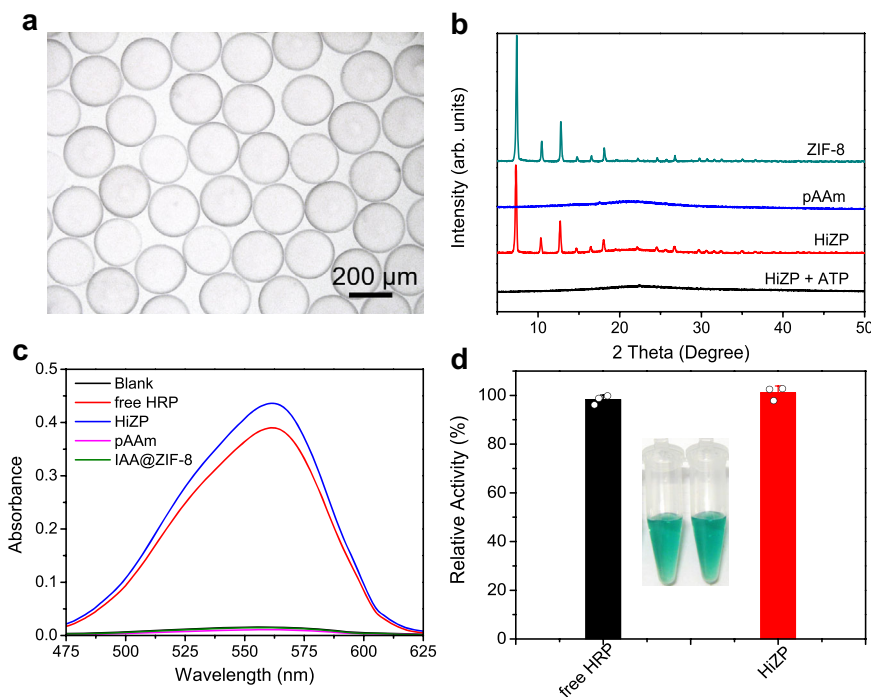 a
200 µm
b
Intensity (arb. units)
ZIF-8
pAAm
HiZP
HiZP + ATP
10 20 30 40 50
2 Theta (Degree)
c
Absorbance
0.5
0.4
0.3
0.2
0.1
0.0
Blank
free HRP
HiZP
pAAm
IAA@ZIF-8
475 500 525 550 575 600 625
Wavelength (nm)
d
Relative Activity (%)
100
80
60
40
20
0
free HRP
HiZP